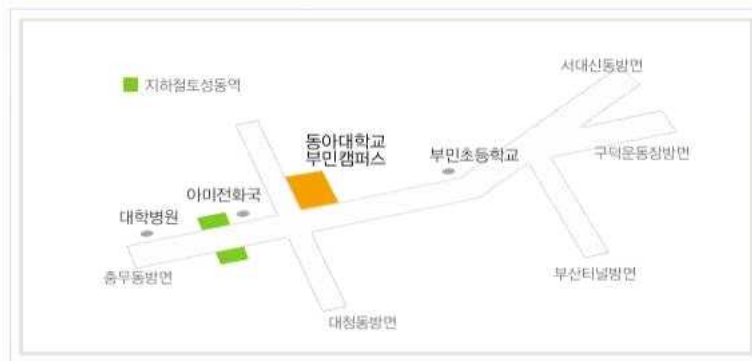 서대신동방면
지하철토성동역
동아대학교
부민캠퍼스
부민초등학교
구덕운동장방면
아미전화국
대학병원
충무동방면
부산터널방면
대청동방면